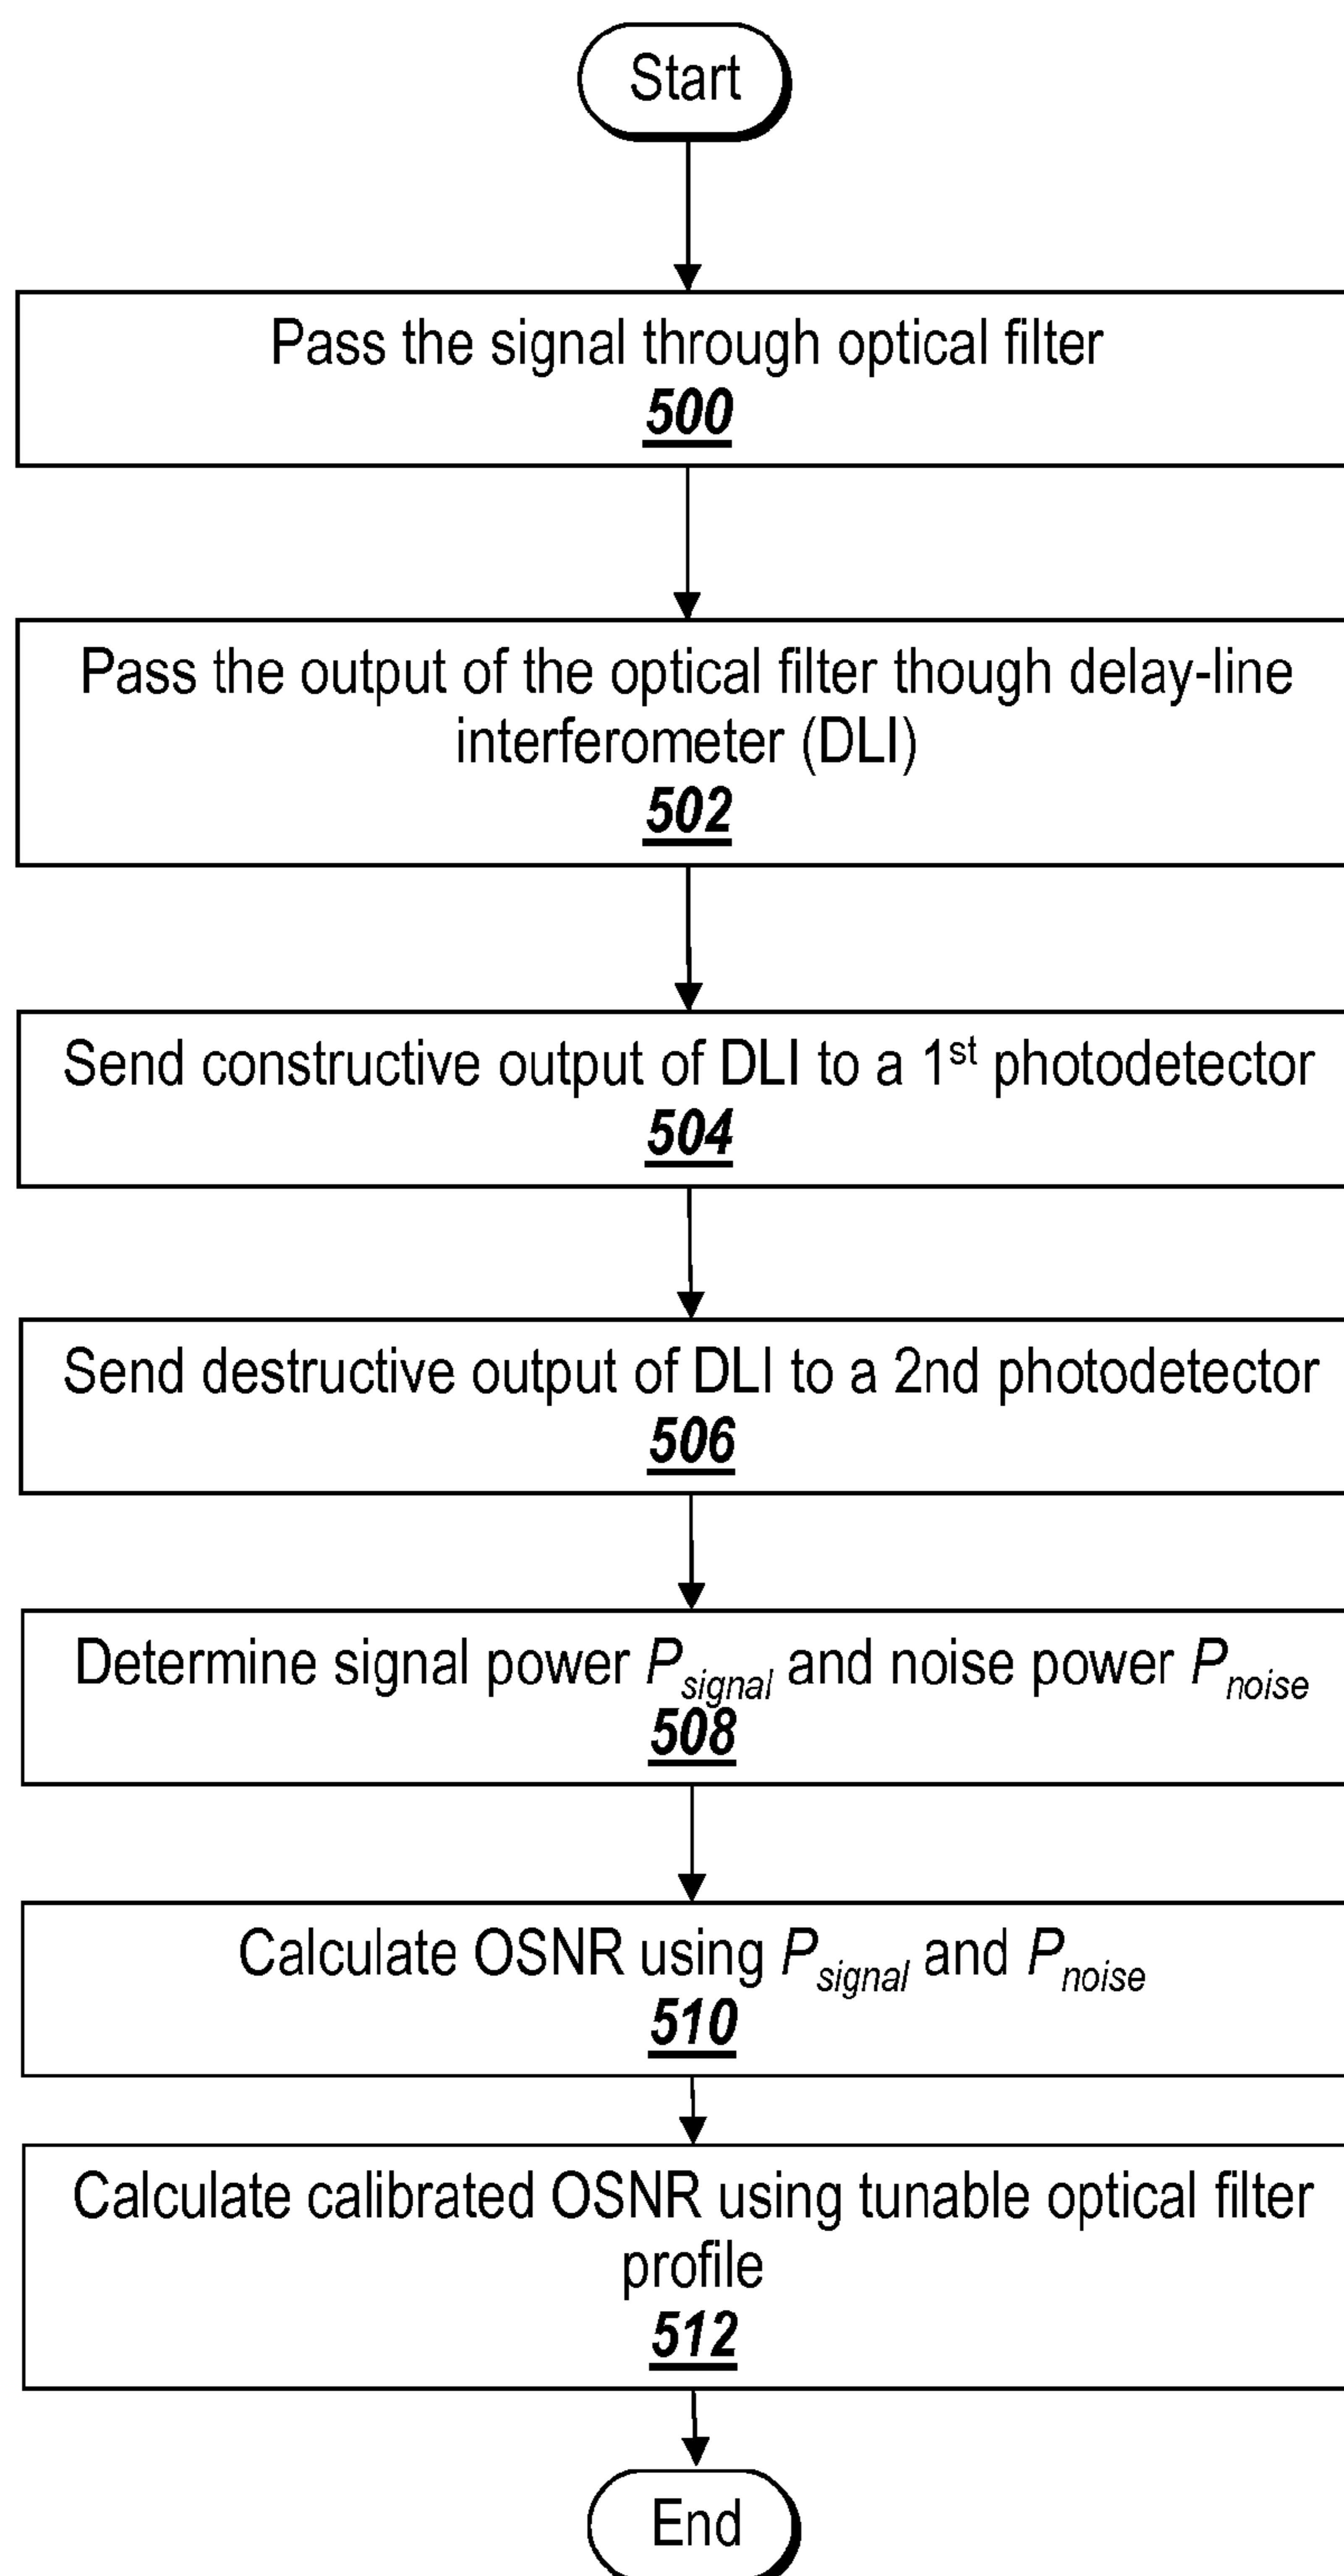 Start
Pass the signal through optical filter
500
Pass the output of the optical filter though delay-line
interferometer (DLI)
502
Send constructive output of DLI to a 1st photodetector
504
Send destructive output of DLI to a 2nd photodetector
506
Determine signal power Psignal and noise power Pnoise
508
Calculate OSNR using Psignal and Pnoise
510
Calculate calibrated OSNR using tunable optical filter
profile
512
End